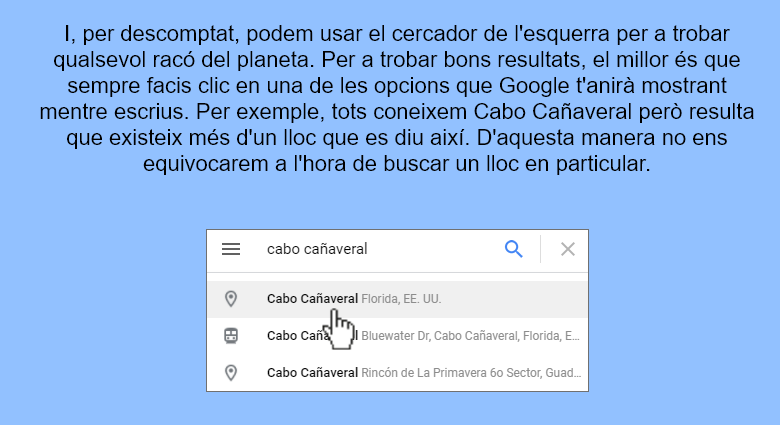 I, per descomptat, podem usar el cercador de l'esquerra per a trobar
qualsevol racó del planeta. Per a trobar bons resultats, el millor és que
sempre facis clic en una de les opcions que Google t'anirà mostrant
mentre escrius. Per exemple, tots coneixem Cabo Cañaveral però resulta
que existeix més d'un lloc que es diu així. D'aquesta manera no ens
equivocarem a l'hora de buscar un lloc en particular.
cabo cañaveral
Cabo Cañaveral Florida, EE. UU.
Cabo Cañaveral Bluewater Dr, Cabo Cañaveral, Florida, E...
Cabo Cañaveral Rincón de La Primavera 6o Sector, Guad...